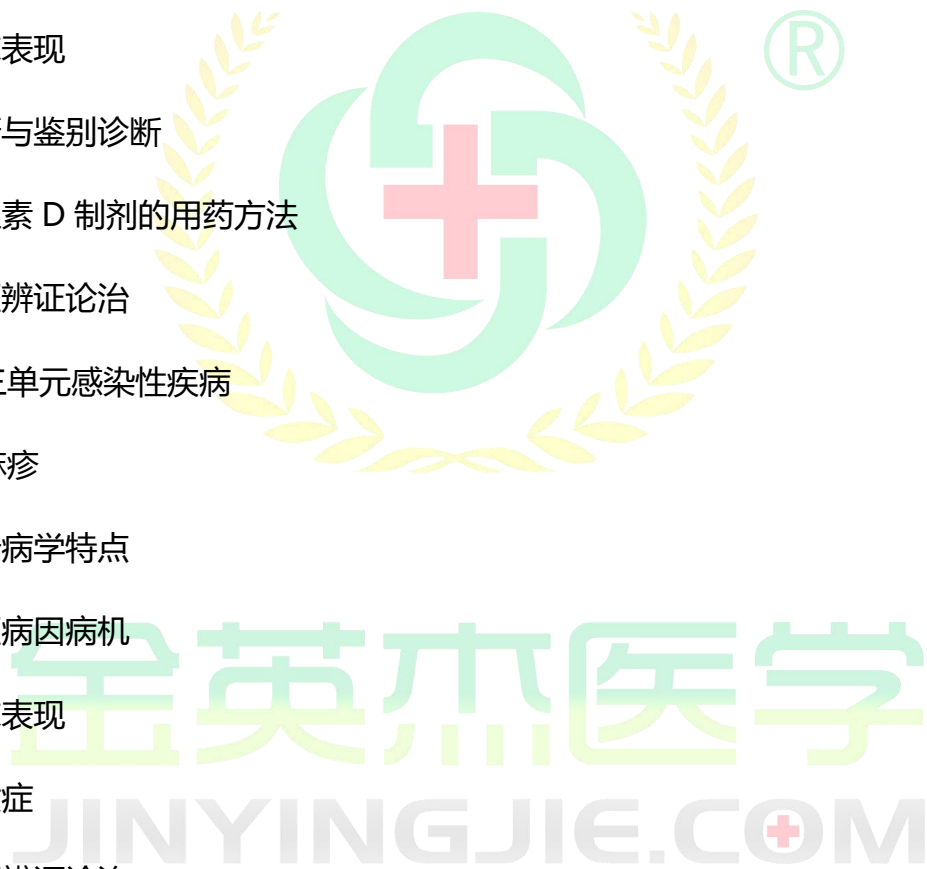 表现
与鉴别诊断
素 D 制剂的用药方法
辨证论治
三单元感染性疾病
麻疹
病学特点
病因病机
表现
症
®
金英杰医学
JINYINGJIE.COM